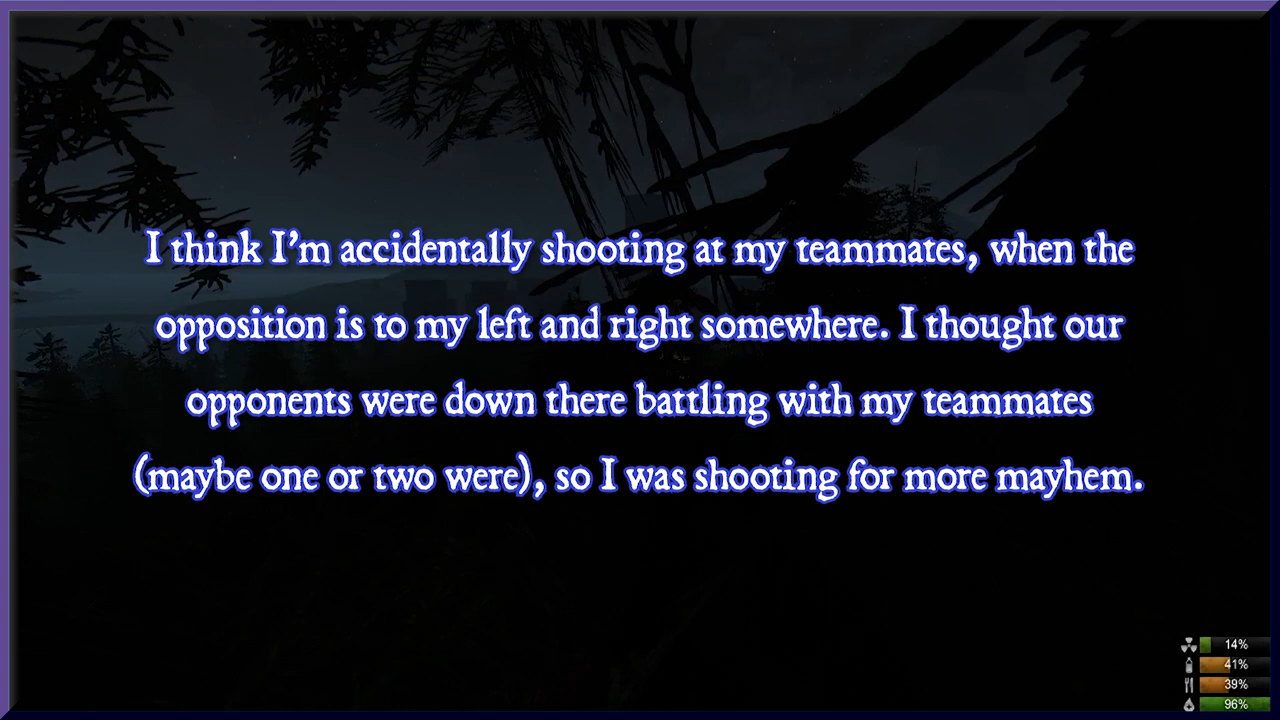 I think I'm accidentally shooting at my teammates, when the
opposition is to my left and right somewhere. I thought our
opponents were down there battling with my teammates
(maybe one or two were), so I was shooting for more mayhem.
14%
41%
39%
96%